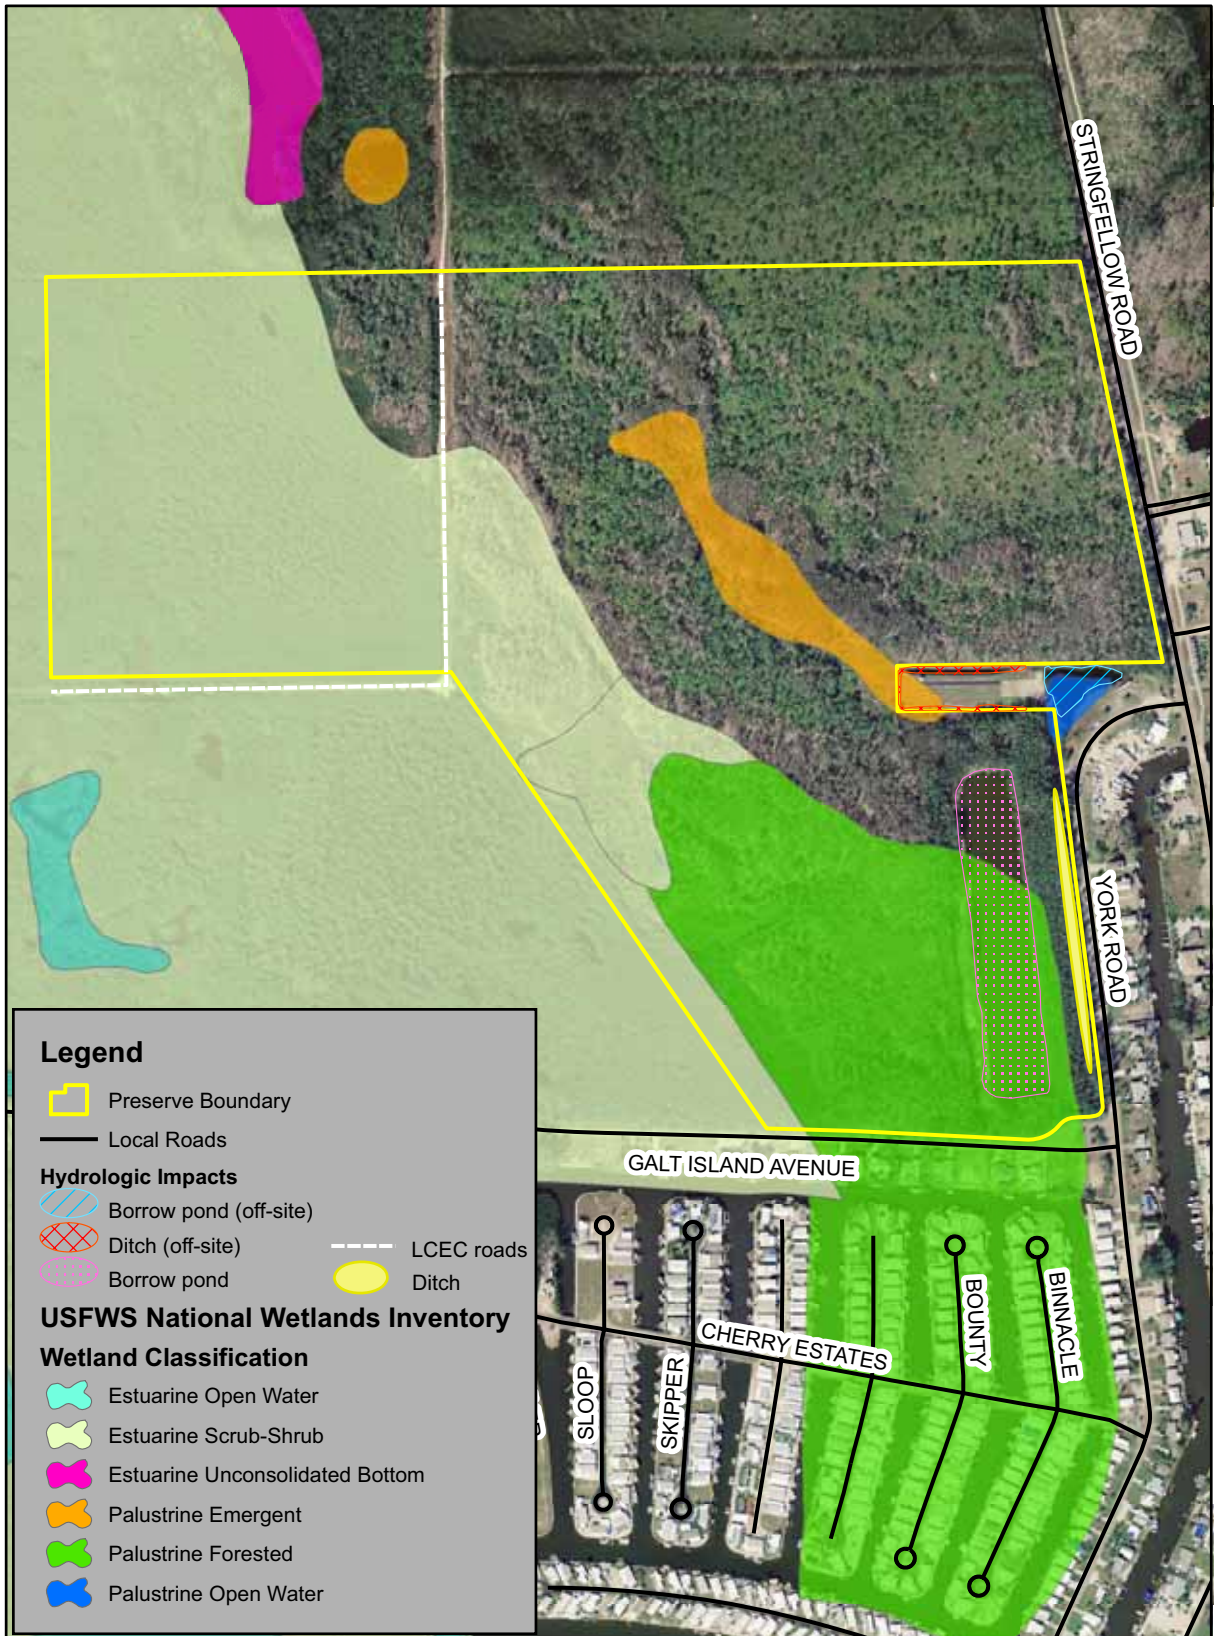 STRINGFELLOW ROAD
YORK ROAD
Legend
Preserve Boundary
Local Roads
Hydrologic Impacts
Borrow pond (off-site)
Ditch (off-site)
LCEC roads
Borrow pond
Ditch
USFWS National Wetlands Inventory
Wetland Classification
Estuarine Open Water
Estuarine Scrub-Shrub
Estuarine Unconsolidated Bottom
Palustrine Emergent
Palustrine Forested
Palustrine Open Water
GALT ISLAND AVENUE
CHERRY ESTATES
SLOOP
SKIPPER
BOUNTY
BINNACLE